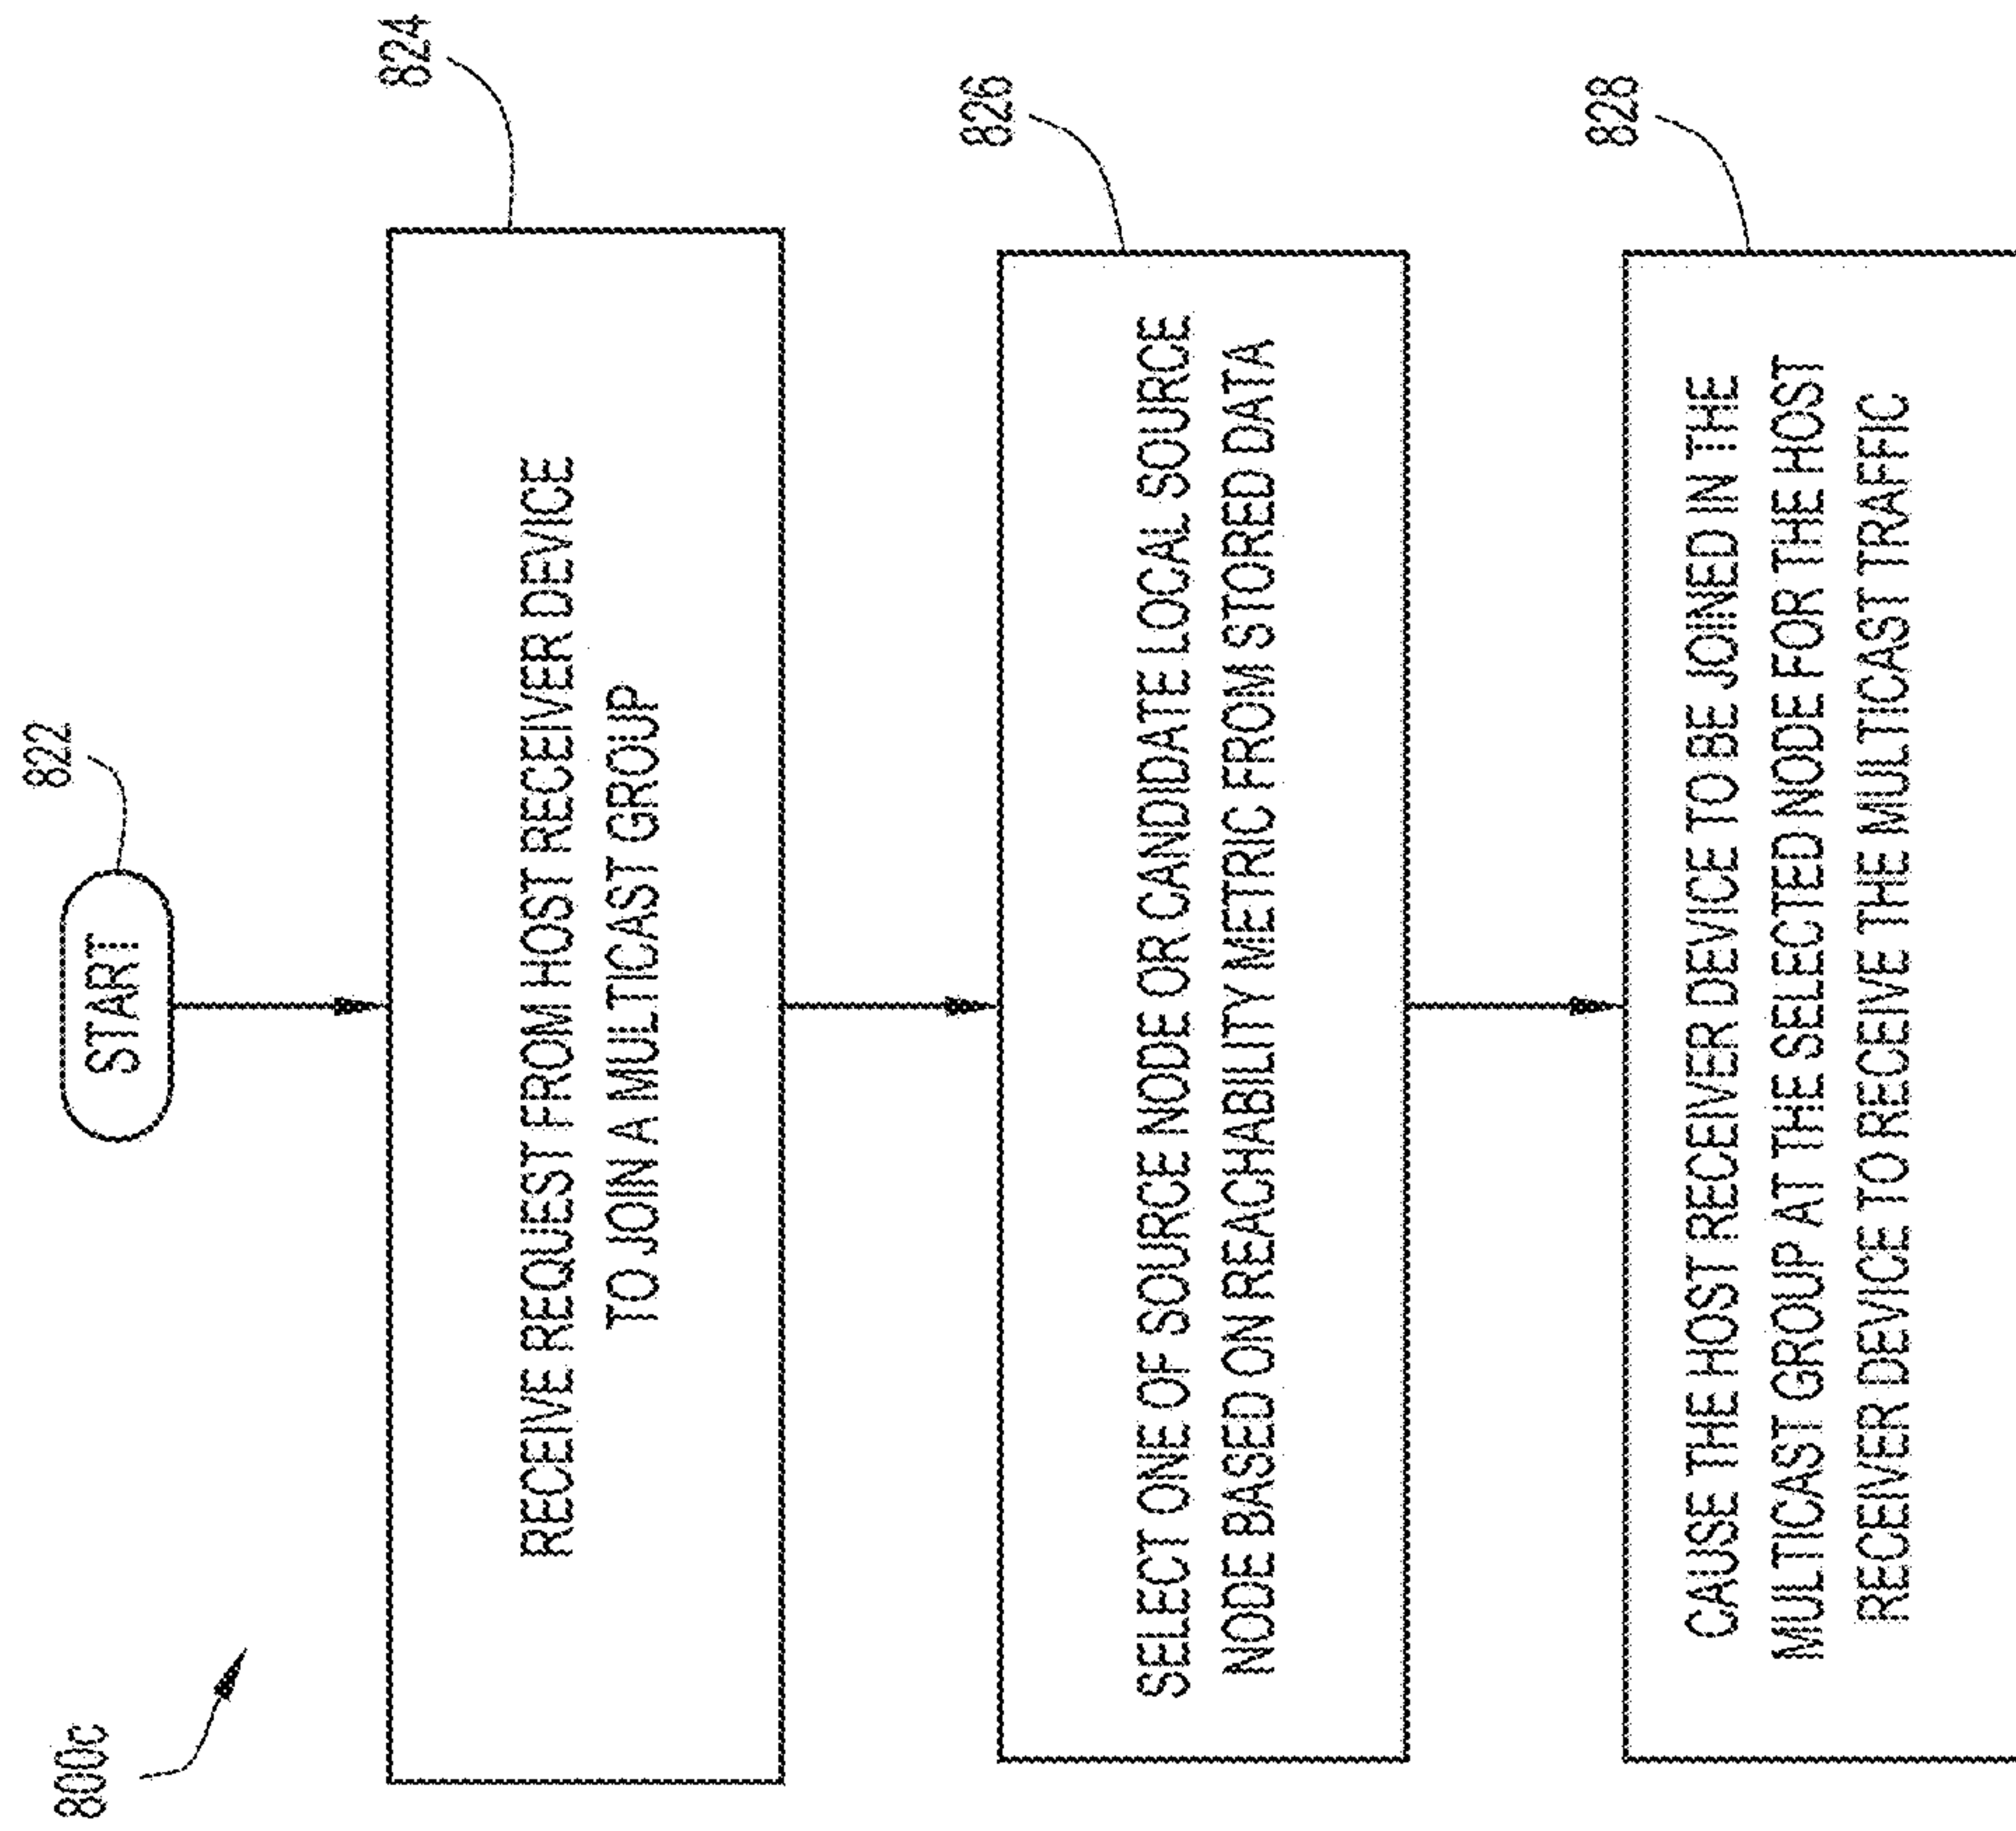 800c
START
822
RECEIVE REQUEST FROM HOST RECEIVER DEVICE
TO JOIN A MULTICAST GROUP
824
SELECT ONE OF SOURCE NODE OR CANDIDATE LOCAL SOURCE
NODE BASED ON REACHABILITY METRIC FROM STORED DATA
826
CAUSE THE HOST RECEIVER DEVICE TO BE JOINED IN THE
MULTICAST GROUP AT THE SELECTED NODE FOR THE HOST
RECEIVER DEVICE TO RECEIVE THE MULTICAST TRAFFIC
828